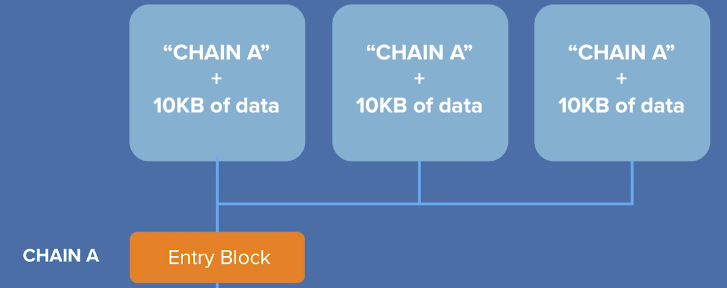 “CHAIN A”
+
10KB of data
“CHAIN A”
+
10KB of data
“CHAIN A”
+
10KB of data
CHAIN A
Entry Block